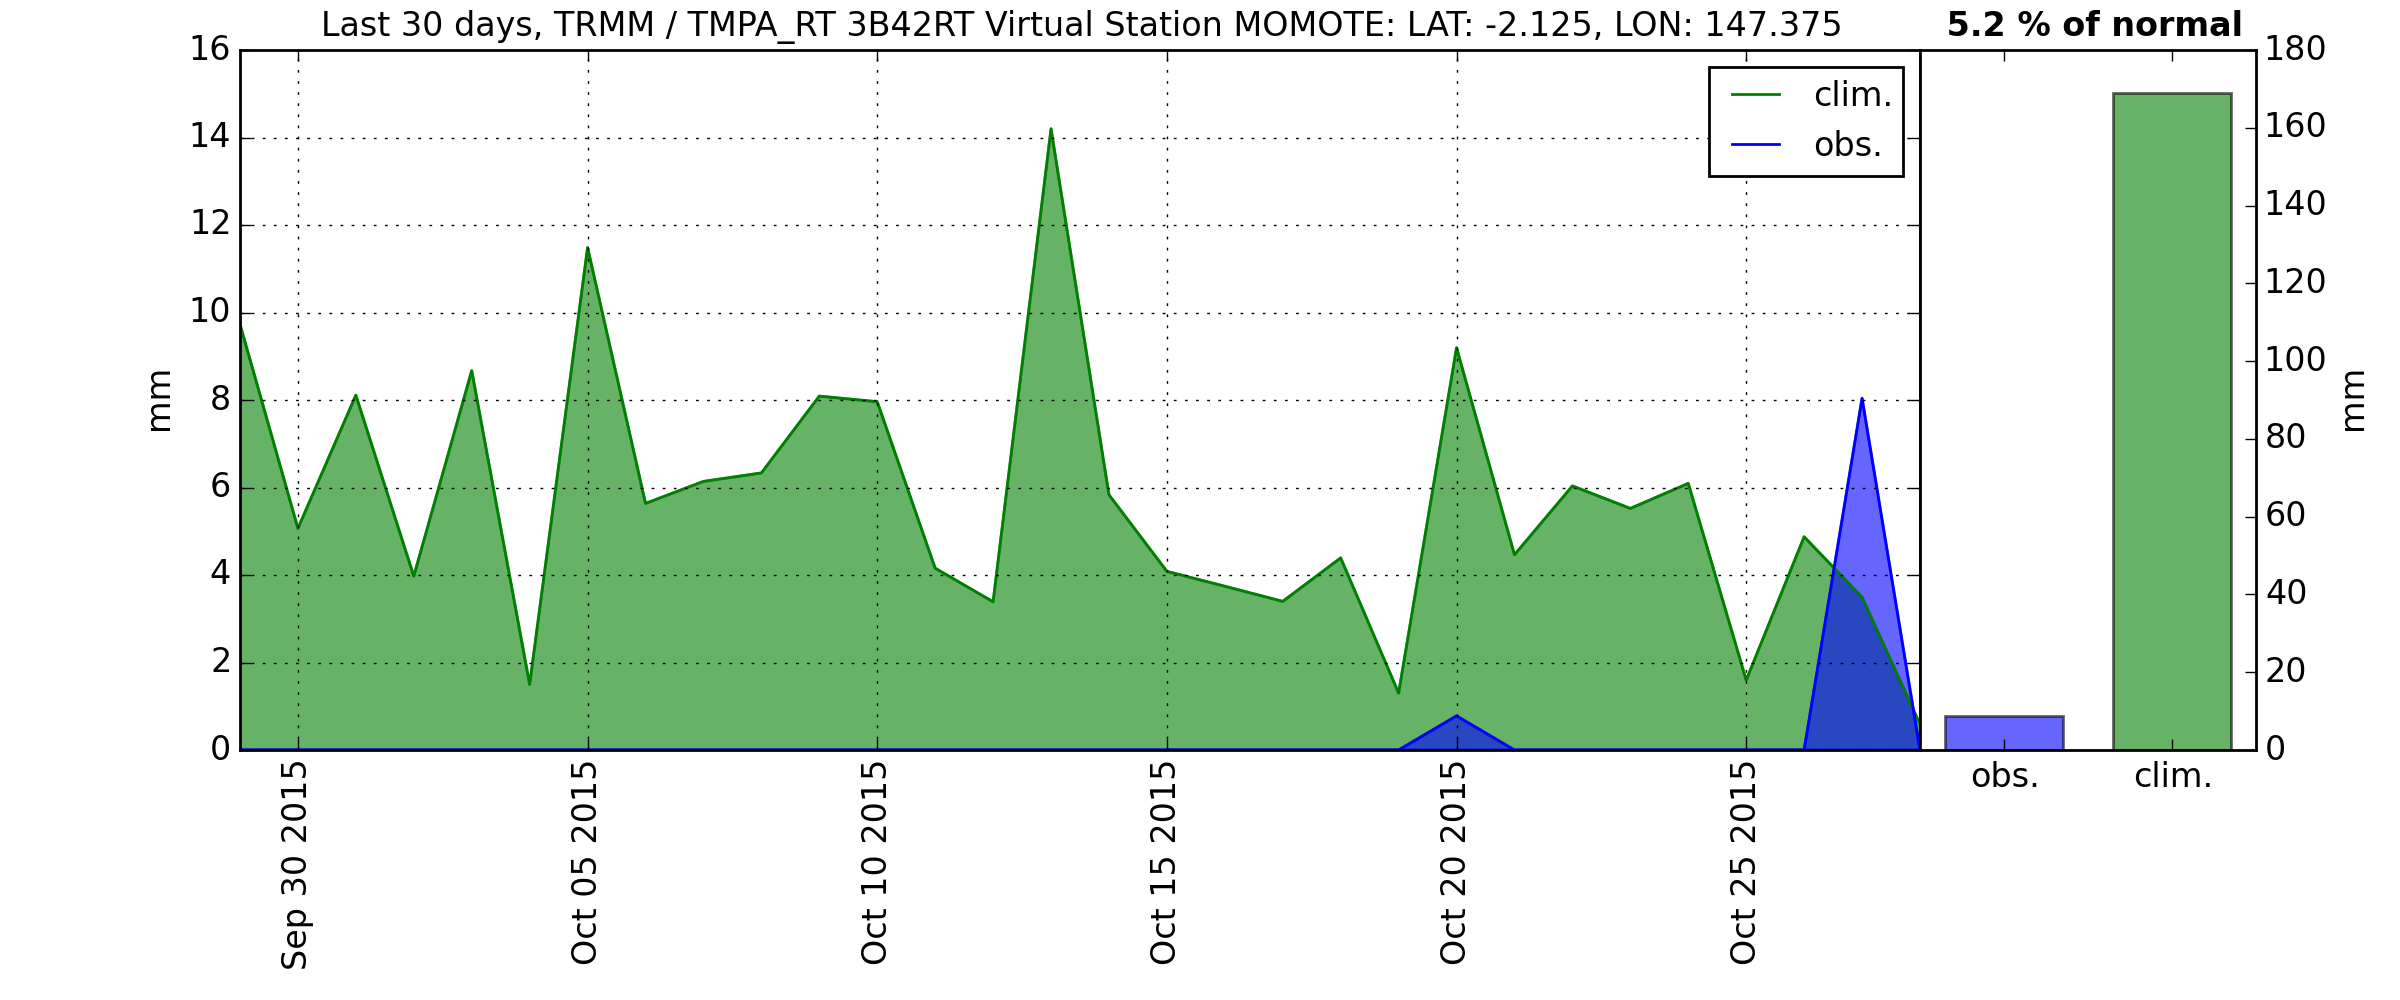 Last 30 days, TRMM / TMPA_RT 3B42RT Virtual Station MOMOTE: LAT: -2.125, LON: 147.375
5.2 % of normal
16
14
12
10
8
6
4
2
0
mm
clim.
obs.
180
160
140
120
100
80
60
40
20
0
mm
Sep 30 2015
Oct 05 2015
Oct 10 2015
Oct 15 2015
Oct 20 2015
Oct 25 2015
obs.
clim.